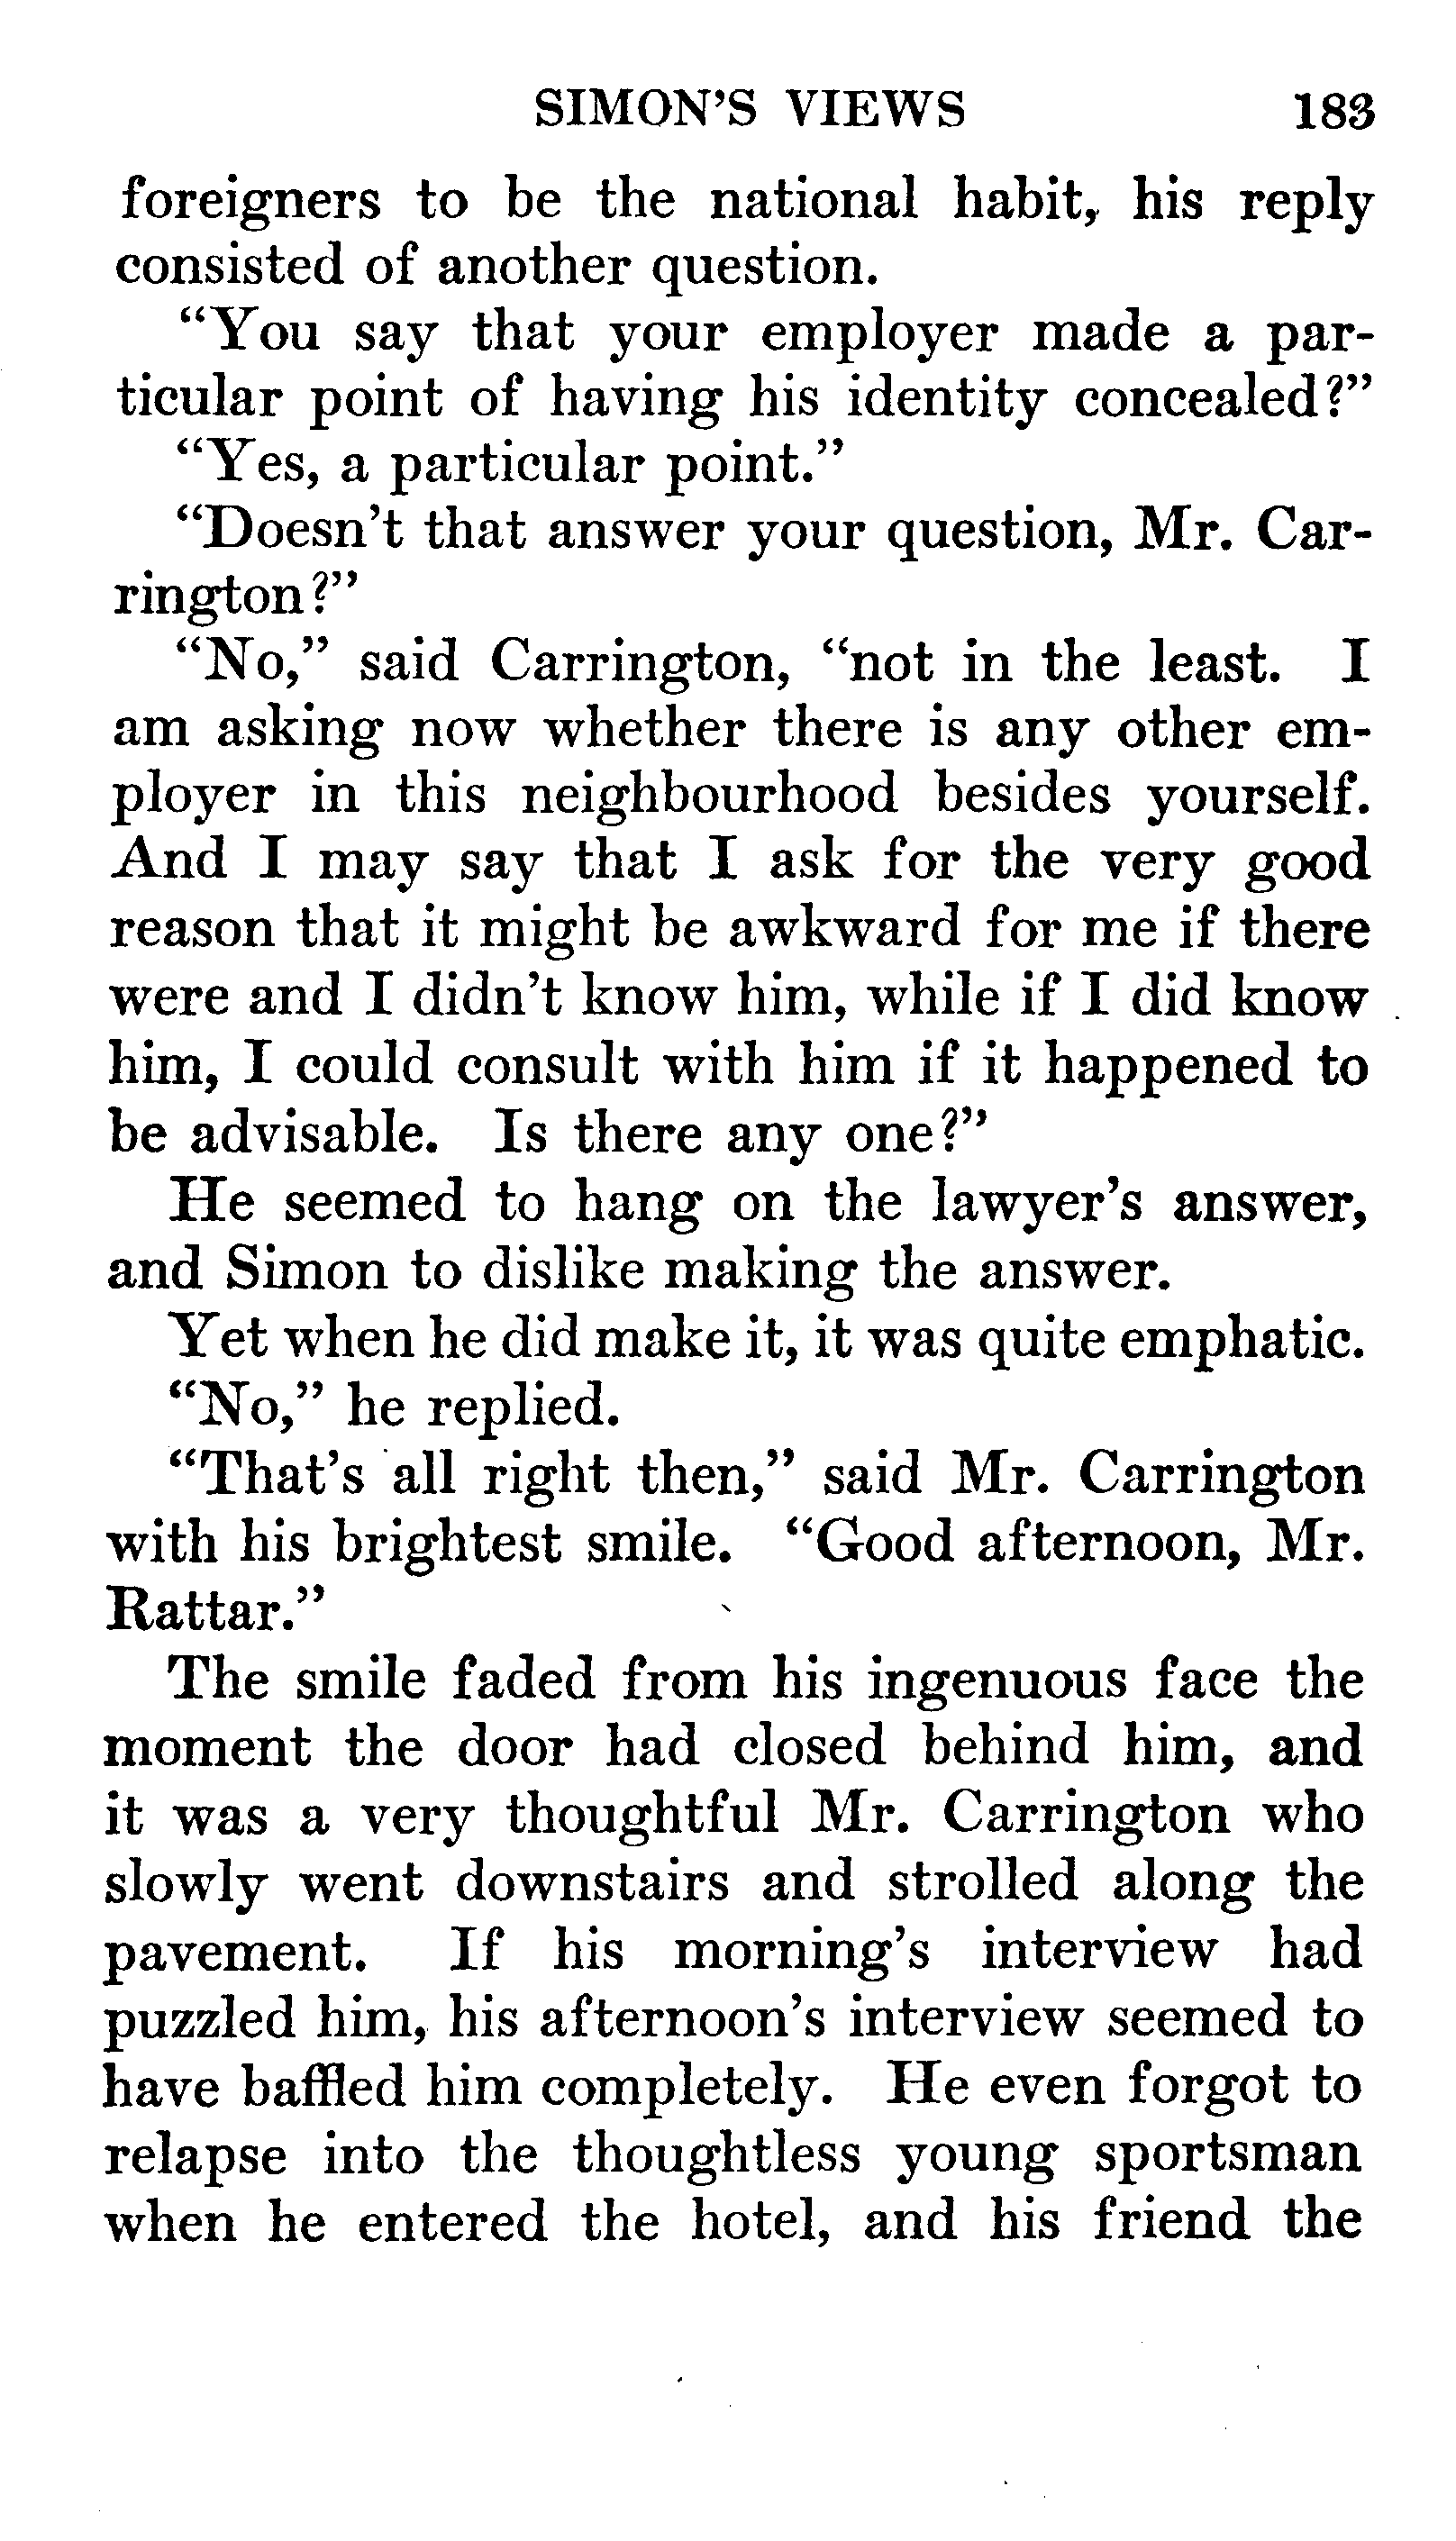 SIMON'S VIEWS 183
foreigners to be the national habit, his reply
consisted of another question.
"You say that your employer made a par-
ticular point of having his identity concealed?"
"Yes, a particular point."
"Doesn't that answer your question, Mr. Car-
rington?"
"No," said Carrington, "not in the least. I
am asking now whether there is any other em-
ployer in this neighbourhood besides yourself.
And I may say that I ask for the very good
reason that it might be awkward for me if there
were and I didn't know him, while if I did know
him, I could consult with him if it happened to
be advisable. Is there any one?"
He seemed to hang on the lawyer's answer,
and Simon to dislike making the answer.
Yet when he did make it, it was quite emphatic.
"No," he replied.
"That's all right then," said Mr. Carrington
with his brightest smile. "Good afternoon, Mr.
Rattar."
The smile faded from his ingenuous face the
moment the door had closed behind him, and
it was a very thoughtful Mr. Carrington who
slowly went downstairs and strolled along the
pavement. If his morning's interview had
puzzled him, his afternoon's interview seemed to
have baffled him completely. He even forgot to
relapse into the thoughtless young sportsman
when he entered the hotel, and his friend the